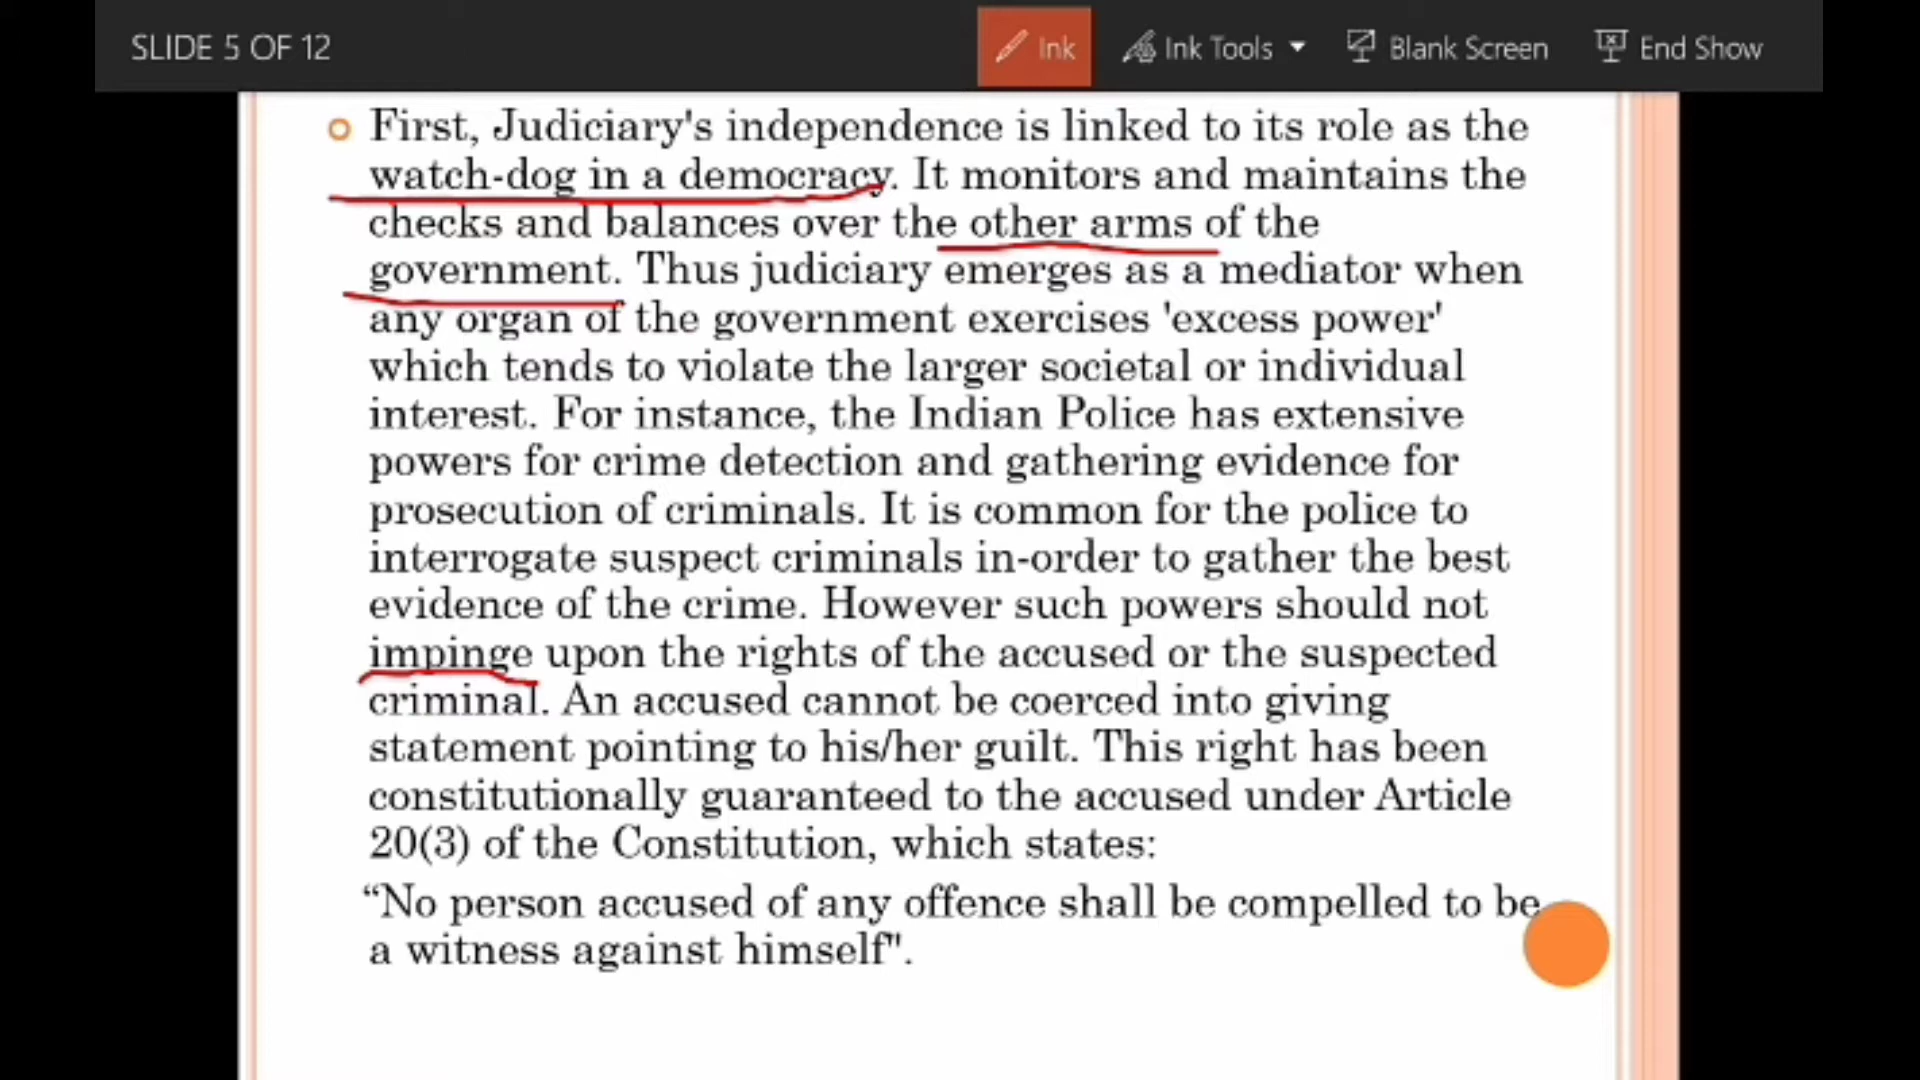 SLIDE 5 OF 12 Ink Ink Tools Blank Screen End Show
First, Judiciary's independence is linked to its role as the
watch-dog in a democracy. It monitors and maintains the
checks and balances over the other arms of the
government. Thus judiciary emerges as a mediator when
any organ of the government exercises 'excess power'
which tends to violate the larger societal or individual
interest. For instance, the Indian Police has extensive
powers for crime detection and gathering evidence for
prosecution of criminals. It is common for the police to
interrogate suspect criminals in-order to gather the best
evidence of the crime. However such powers should not
impinge upon the rights of the accused or the suspected
criminal. An accused cannot be coerced into giving
statement pointing to his/her guilt. This right has been
constitutionally guaranteed to the accused under Article
20(3) of the Constitution, which states:
“No person accused of any offence shall be compelled to be
a witness against himself".